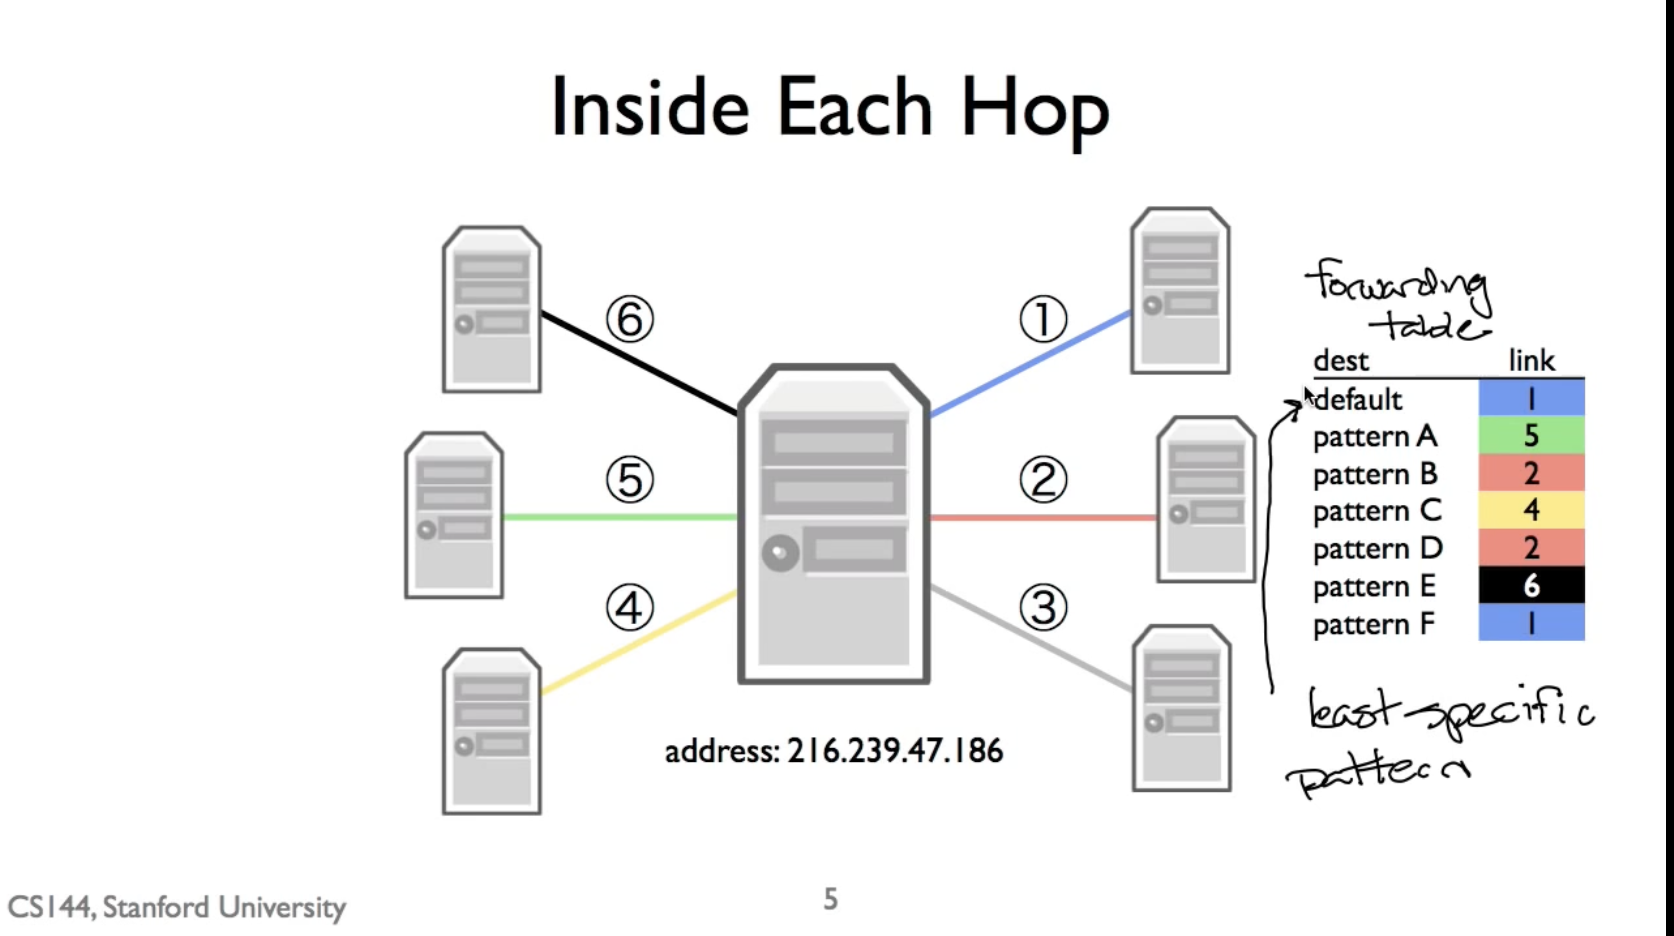 Inside Each Hop
⑥
①
forwarding
table
dest link
default 1
pattern A 5
⑤
②
pattern B 2
pattern C 4
pattern D 2
pattern E 6
④
③
pattern F 1
least specific
pattern
address: 216.239.47.186
CS144, Stanford University
5